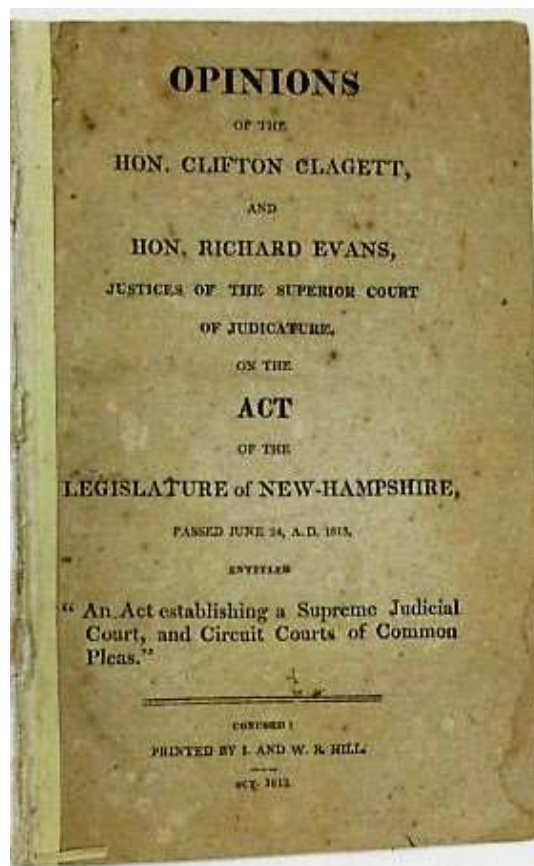 OPINIONS
OF THE
HON. CLIFTON CLAGETT,
AND
HON. RICHARD EVANS,
JUSTICES OF THE SUPERIOR COURT
OF JUDICATURE,
ON THE
ACT
OF THE
LEGISLATURE of NEW-HAMPSHIRE,
PASSED JUNE 24, A.D. 1813,
ENTITLED
“ An Act establishing a Supreme Judicial
Court, and Circuit Courts of Common
Pleas.”
CONCORD :
PRINTED BY I. AND W. R. HILL.
OCT. 1813.